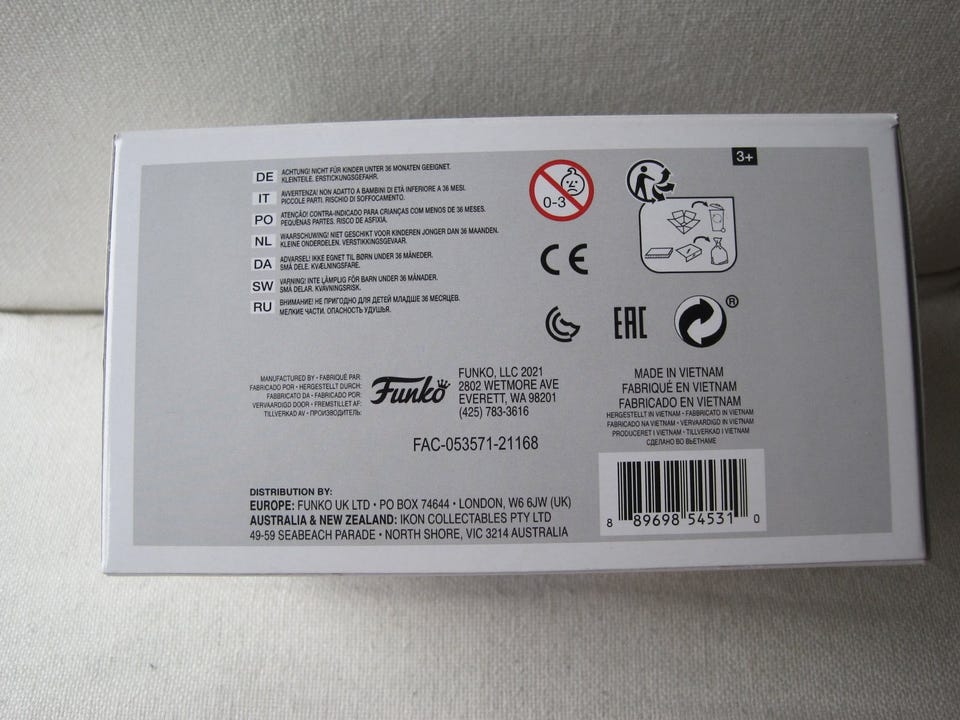 3+
DE ACHTUNG! NICHT FÜR KINDER UNTER 36 MONATEN GEEIGNET.
KLEINTEILE. ERSTICKUNGSGEFAHR.
IT AVVERTENZA! NON ADATTO A BAMBINI DI ETÀ INFERIORE A 36 MESI.
PICCOLE PARTI. RISCHIO DI SOFFOCAMENTO.
PO ATENÇÃO! CONTRA-INDICADO PARA CRIANÇAS COM MENOS DE 36 MESES.
PEQUENAS PARTES. RISCO DE ASFIXIA.
NL WAARSCHUWING! NIET GESCHIKT VOOR KINDEREN JONGER DAN 36 MAANDEN.
KLEINE ONDERDELEN. VERSTIKKINGSGEVAAR.
DA ADVARSEL! IKKE EGNET TIL BØRN UNDER 36 MÅNEDER.
SMÅ DELE. KVÆLNINGSFARE.
SW VARNING! INTE LÄMPLIG FÖR BARN UNDER 36 MÅNADER.
SMÅ DELAR. KVÄVNINGSRISK.
RU ВНИМАНИЕ! НЕ ПРИГОДНО ДЛЯ ДЕТЕЙ МЛАДШЕ 36 МЕСЯЦЕВ.
МЕЛКИЕ ЧАСТИ. ОПАСНОСТЬ УДУШЬЯ.
0-3
CE
EAC
®
MANUFACTURED BY • FABRIQUÉ PAR:
FABRICADO POR • HERGESTELLT DURCH:
FABBRICATO DA • FABRICADO POR:
VERVAARDIGD DOOR • FREMSTILLET AF:
TILLVERKAD AV • ПРОИЗВОДИТЕЛЬ:
Funko
FUNKO, LLC 2021
2802 WETMORE AVE
EVERETT, WA 98201
(425) 783-3616
FAC-053571-21168
MADE IN VIETNAM
FABRIQUÉ EN VIETNAM
FABRICADO EN VIETNAM
HERGESTELLT IN VIETNAM • FABBRICATO IN VIETNAM
FABRICADO NA VIETNAM • VERVAARDIGD IN VIETNAM
PRODUCERET I VIETNAM • TILLVERKAD I VIETNAM
СДЕЛАНО ВО ВЬЕТНАМЕ
DISTRIBUTION BY:
EUROPE: FUNKO UK LTD • PO BOX 74644 • LONDON, W6 6JW (UK)
AUSTRALIA & NEW ZEALAND: IKON COLLECTABLES PTY LTD
49-59 SEABEACH PARADE • NORTH SHORE, VIC 3214 AUSTRALIA
8 89698 54531 0